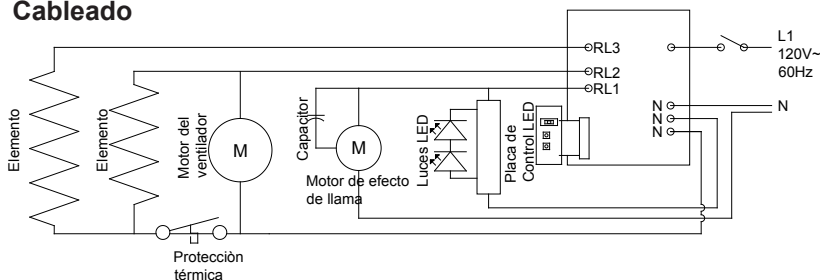 Cableado
Elemento
Elemento
Motor del
ventilador
M
Capacitor
M
Motor de efecto
de llama
Luces LED
Placa de
Control LED
RL3
RL2
RL1
N
N
N
L1
120V~
60Hz
N
Protecciòn
térmica